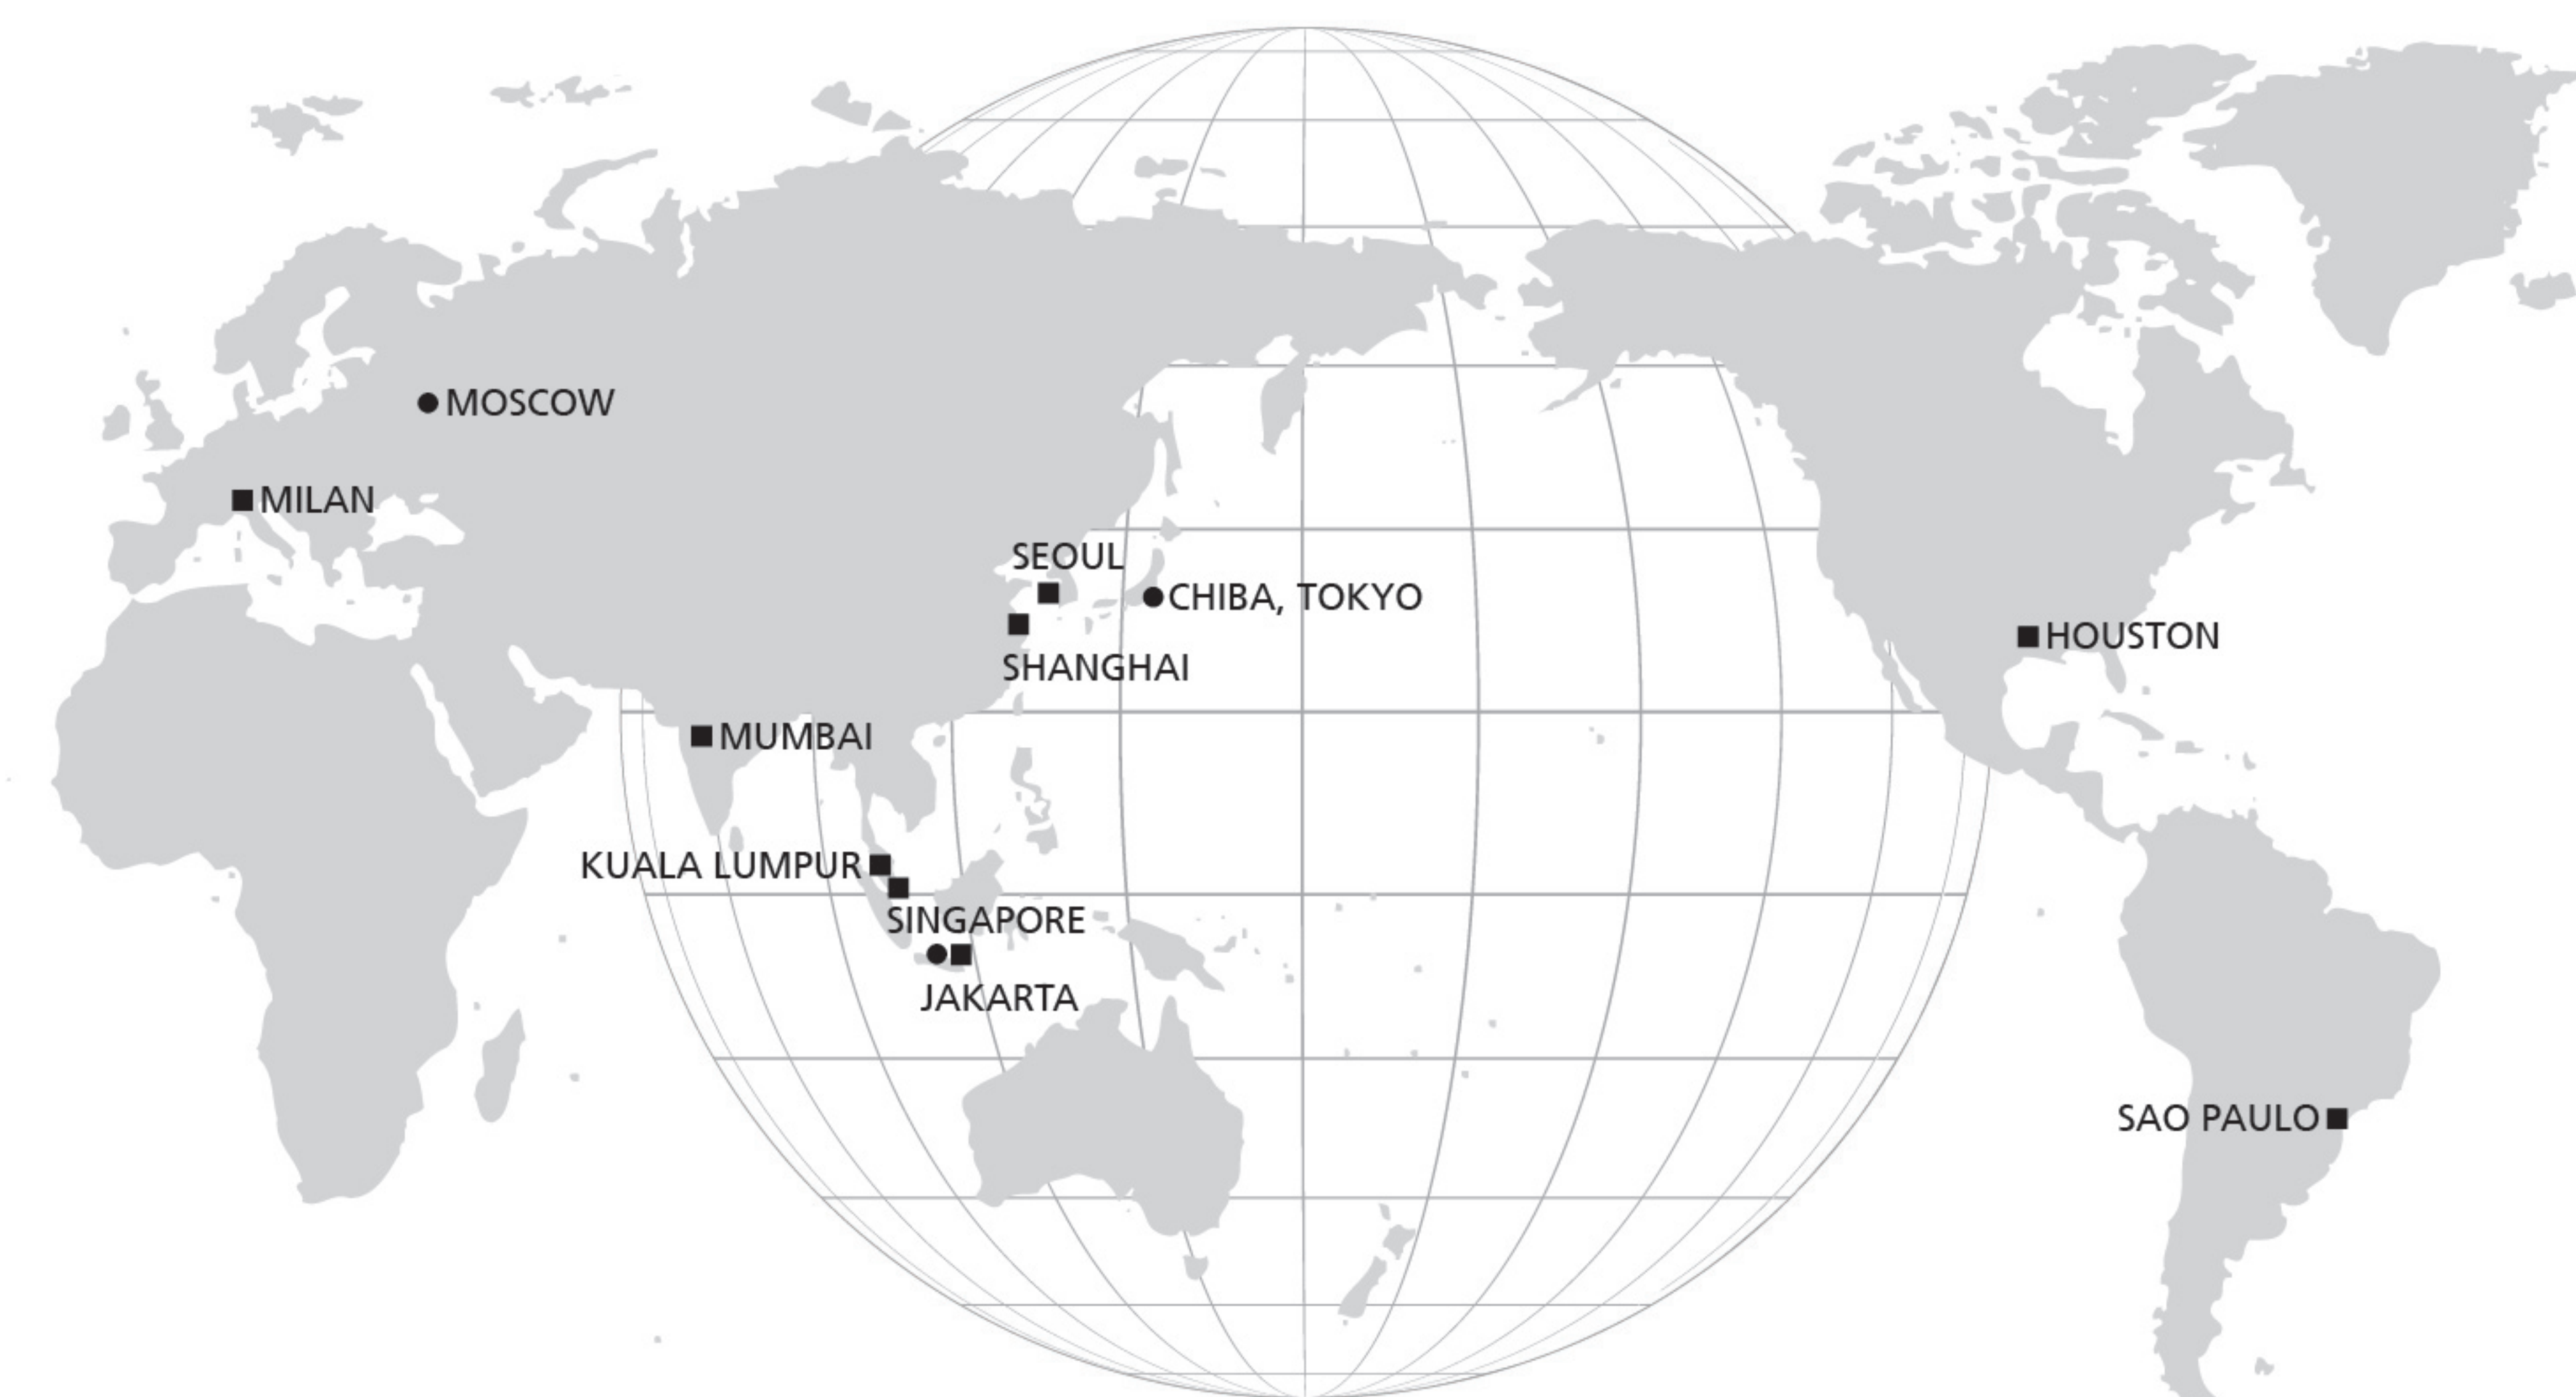 MOSCOW
MILAN
SEOUL
CHIBA, TOKYO
HOUSTON
SHANGHAI
MUMBAI
KUALA LUMPUR
SINGAPORE
JAKARTA
SAO PAULO